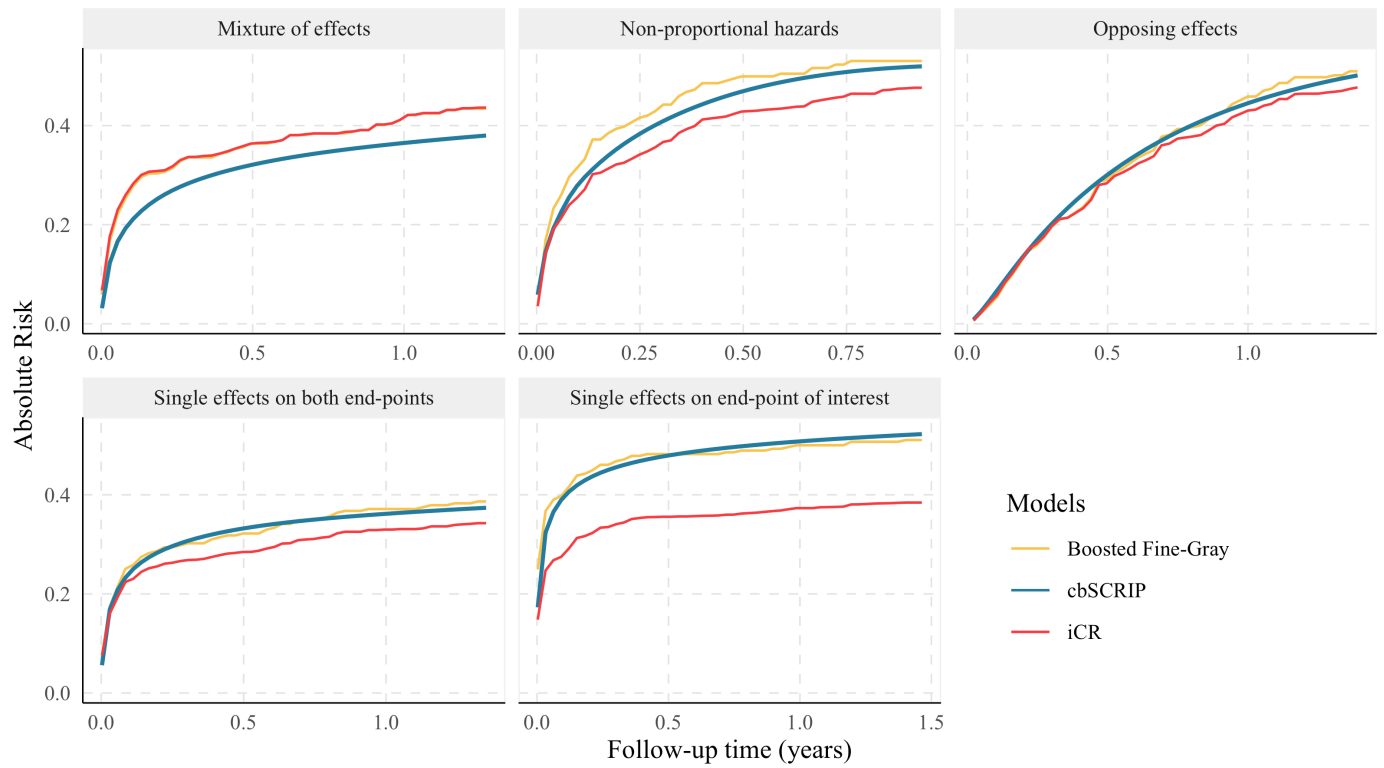 Mixture of effects
Non-proportional hazards
Opposing effects
Absolute Risk
0.4
0.2
0.0
0.0 0.5 1.0
0.00 0.25 0.50 0.75
0.0 0.5 1.0
Single effects on both end-points
Single effects on end-point of interest
0.4
0.2
0.0
0.0 0.5 1.0
0.0 0.5 1.0 1.5
Follow-up time (years)
Models
Boosted Fine-Gray
cbSCRIP
iCR